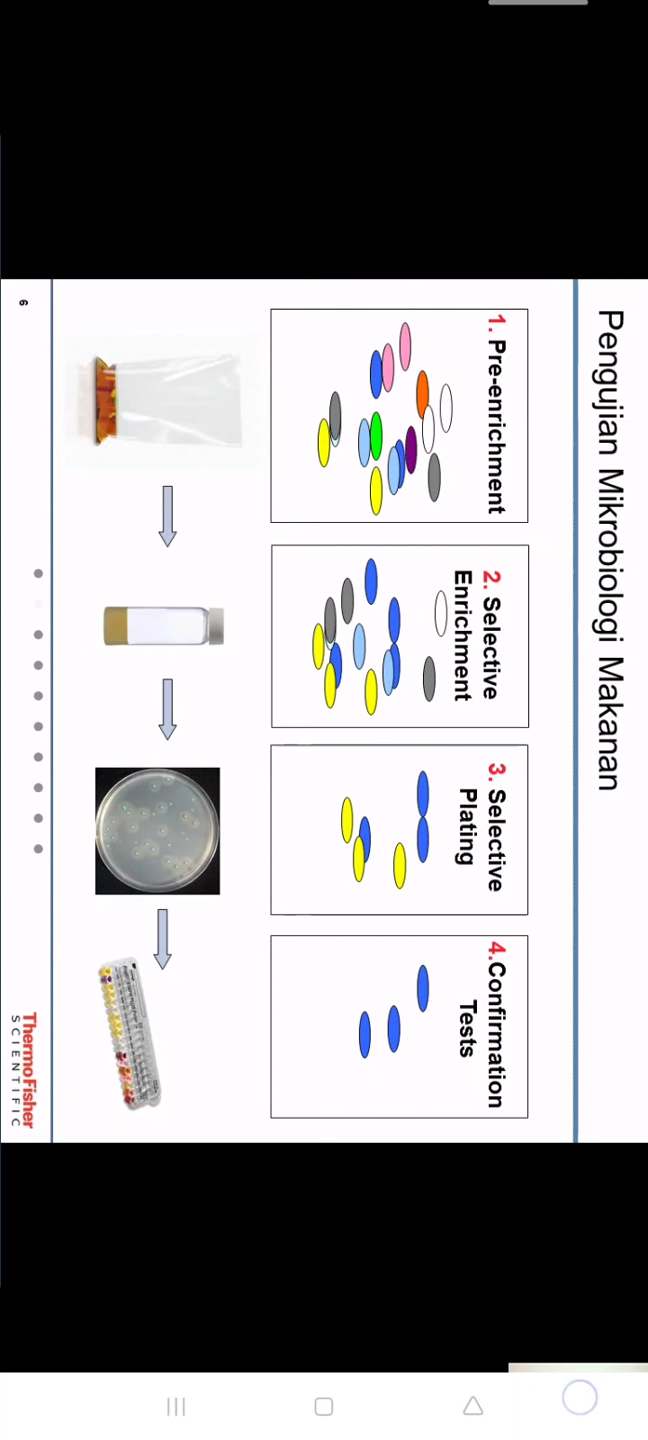 Pengujian Mikrobiologi Makanan
1. Pre-enrichment
2. Selective
Enrichment
3. Selective
Plating
4.Confirmation
Tests
6
ThermoFisher
SCIENTIFIC